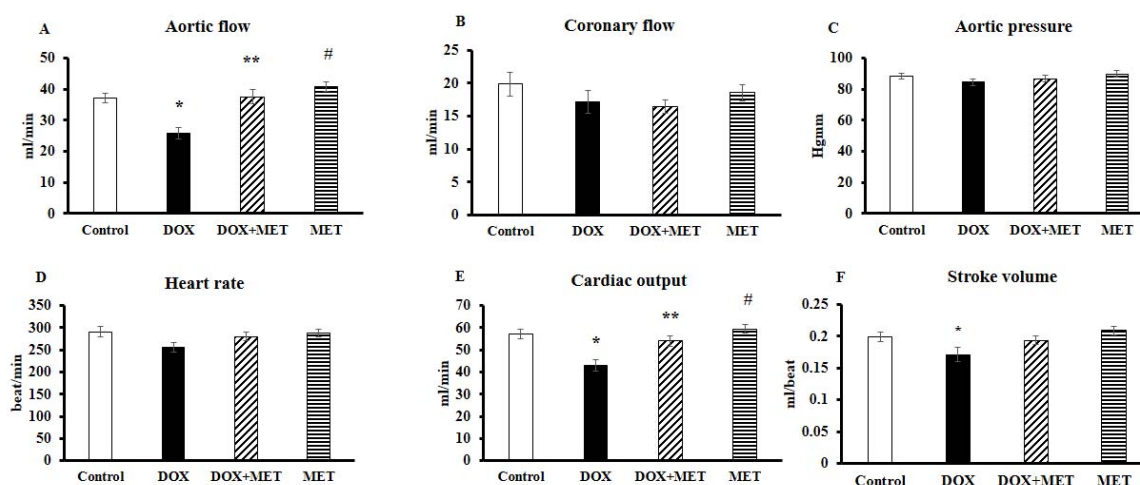 A
Aortic flow
50
40
30
20
10
0
ml/min
*
**
#
Control DOX DOX+MET MET
B
Coronary flow
25
20
15
10
5
0
ml/min
Control DOX DOX+MET MET
C
Aortic pressure
100
80
60
40
20
0
Hgmm
Control DOX DOX+MET MET
D
Heart rate
350
300
250
200
150
100
50
0
beat/min
Control DOX DOX+MET MET
E
Cardiac output
70
60
50
40
30
20
10
0
ml/min
*
**
#
Control DOX DOX+MET MET
F
Stroke volume
0.25
0.2
0.15
0.1
0.05
0
ml/beat
*
Control DOX DOX+MET MET